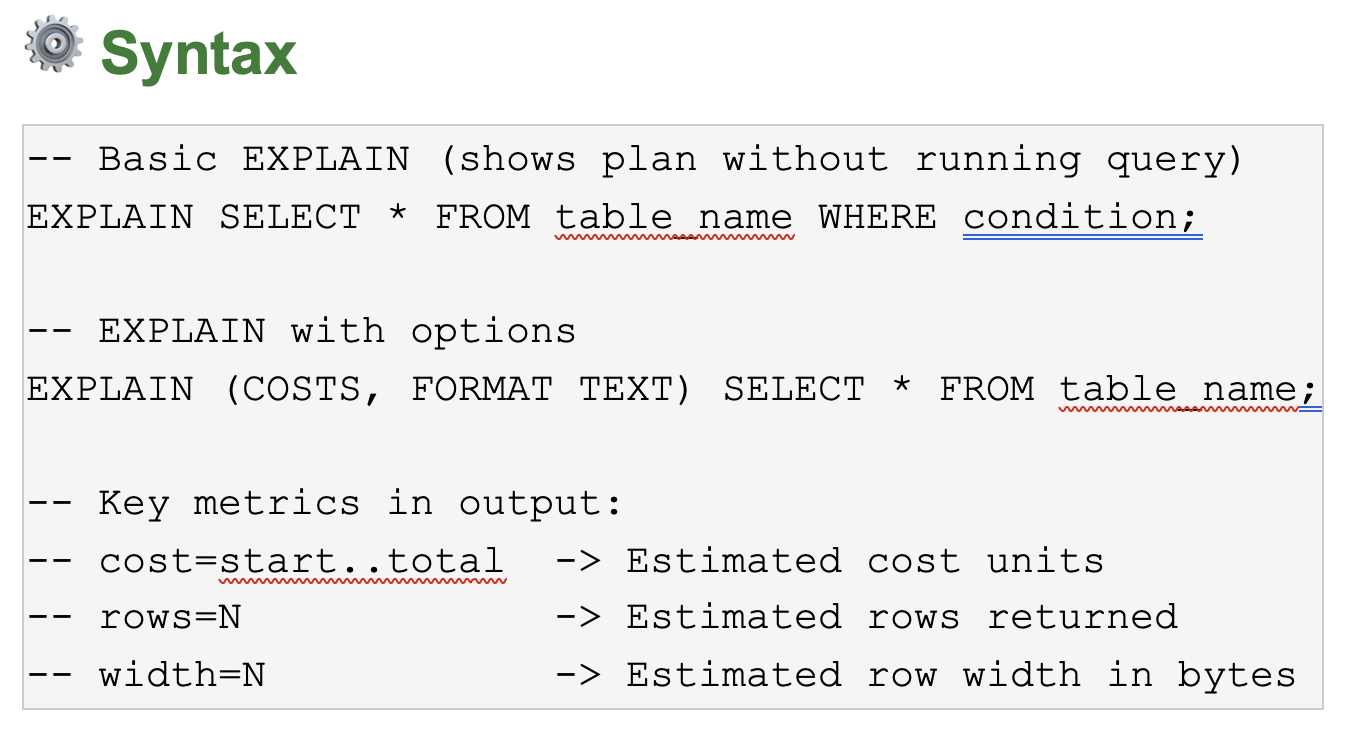 Syntax
-- Basic EXPLAIN (shows plan without running query)
EXPLAIN SELECT * FROM table_name WHERE condition;
-- EXPLAIN with options
EXPLAIN (COSTS, FORMAT TEXT) SELECT * FROM table_name;
-- Key metrics in output:
-- cost=start..total  -> Estimated cost units
-- rows=N             -> Estimated rows returned
-- width=N            -> Estimated row width in bytes